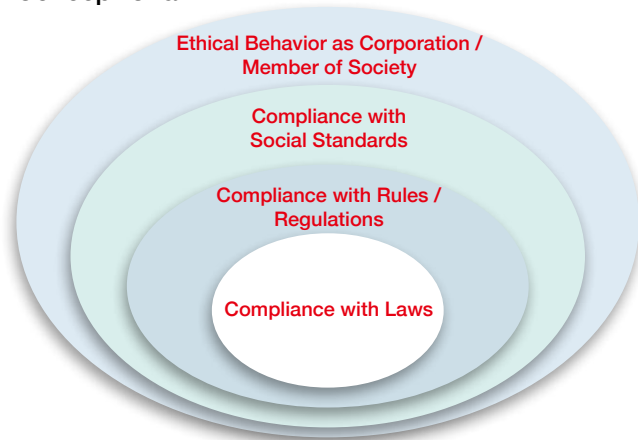 Ethical Behavior as Corporation /
Member of Society
Compliance with
Social Standards
Compliance with Rules /
Regulations
Compliance with Laws